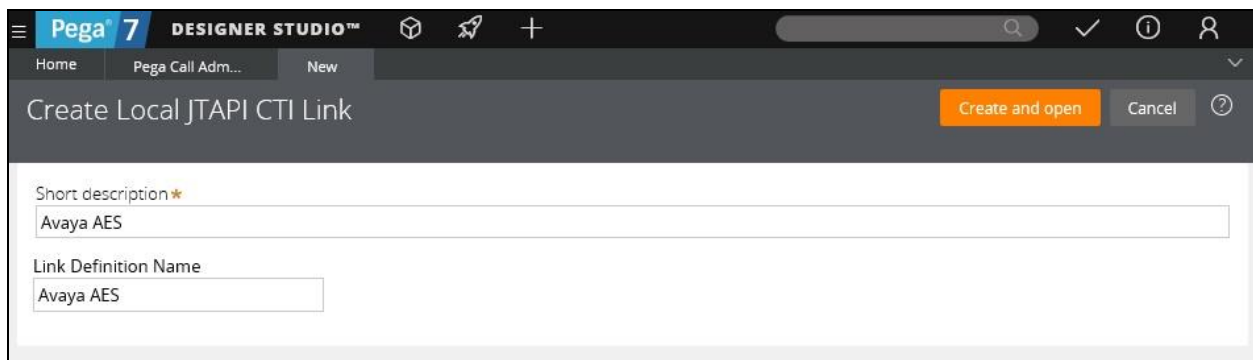 Pega® 7 DESIGNER STUDIO™
Home Pega Call Adm... New
Create Local JTAPI CTI Link Create and open Cancel
Short description *
Avaya AES
Link Definition Name
Avaya AES